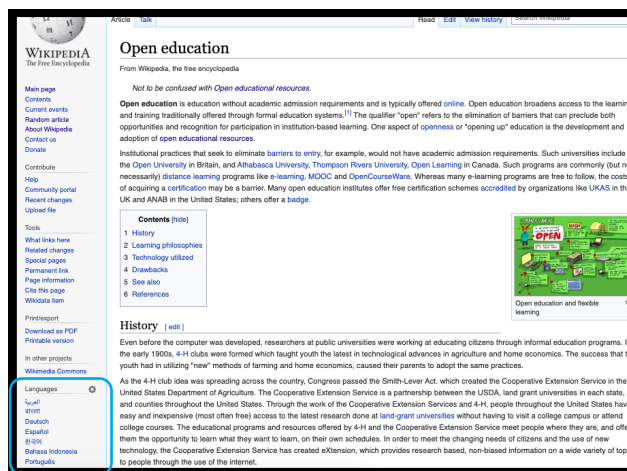 WIKIPEDIA
The Free Encyclopedia
Main page
Contents
Current events
Random article
About Wikipedia
Contact us
Donate
Contribute
Help
Community portal
Recent changes
Upload file
Tools
What links here
Related changes
Special pages
Permanent link
Page information
Cite this page
Wikidata item
Print/export
Download as PDF
Printable version
In other projects
Wikimedia Commons
Languages
العربية
বাংলা
Deutsch
Español
한국어
Bahasa Indonesia
Português
Article Talk Read Edit View history Search Wikipedia
Open education
From Wikipedia, the free encyclopedia
Not to be confused with Open educational resources.
Open education is education without academic admission requirements and is typically offered online. Open education broadens access to the learnin
and training traditionally offered through formal education systems.[1] The qualifier "open" refers to the elimination of barriers that can preclude both
opportunities and recognition for participation in institution-based learning. One aspect of openness or "opening up" education is the development and
adoption of open educational resources.
Institutional practices that seek to eliminate barriers to entry, for example, would not have academic admission requirements. Such universities include
the Open University in Britain, and Athabasca University, Thompson Rivers University, Open Learning in Canada. Such programs are commonly (but n
necessarily) distance learning programs like e-learning, MOOC and OpenCourseWare. Whereas many e-learning programs are free to follow, the costs
of acquiring a certification may be a barrier. Many open education institutes offer free certification schemes accredited by organizations like UKAS in th
UK and ANAB in the United States; others offer a badge.
Contents [hide]
1 History
2 Learning philosophies
3 Technology utilized
4 Drawbacks
5 See also
6 References
OPEN
Open education and flexible
learning
History [ edit ]
Even before the computer was developed, researchers at public universities were working at educating citizens through informal education programs. I
the early 1900s, 4-H clubs were formed which taught youth the latest in technological advances in agriculture and home economics. The success that t
youth had in utilizing "new" methods of farming and home economics, caused their parents to adopt the same practices.
As the 4-H club idea was spreading across the country, Congress passed the Smith-Lever Act. which created the Cooperative Extension Service in the
United States Department of Agriculture. The Cooperative Extension Service is a partnership between the USDA, land grant universities in each state,
and counties throughout the United States. Through the work of the Cooperative Extension Services and 4-H, people throughout the United States hav
easy and inexpensive (most often free) access to the latest research done at land-grant universities without having to visit a college campus or attend
college courses. The educational programs and resources offered by 4-H and the Cooperative Extension Service meet people where they are, and offe
them the opportunity to learn what they want to learn, on their own schedules. In order to meet the changing needs of citizens and the use of new
technology, the Cooperative Extension Service has created eXtension, which provides research based, non-biased information on a wide variety of top
to people through the use of the internet.